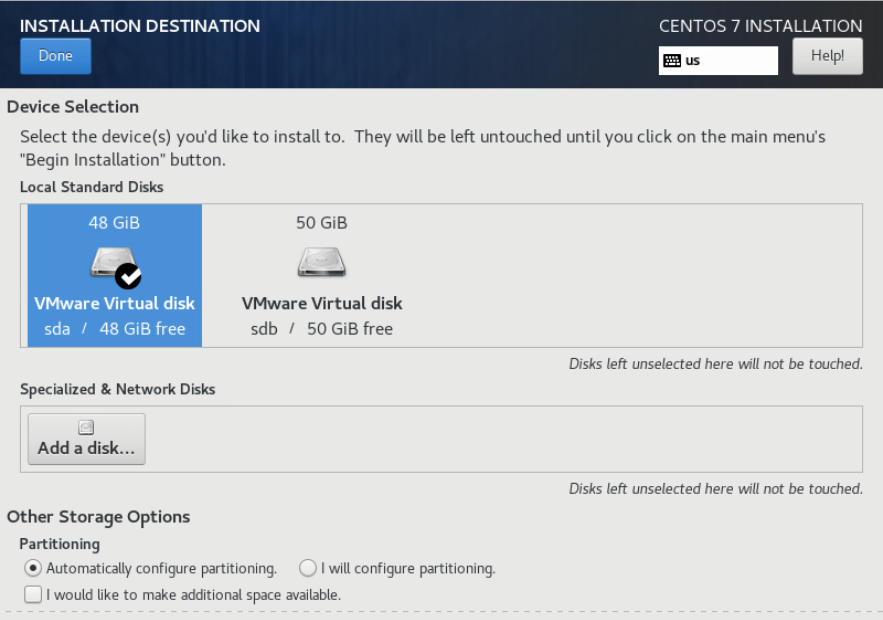 INSTALLATION DESTINATION
CENTOS 7 INSTALLATION
Done
us
Help!
Device Selection
Select the device(s) you'd like to install to.  They will be left untouched until you click on the main menu's
"Begin Installation" button.
Local Standard Disks
48 GiB
VMware Virtual disk
sda / 48 GiB free
50 GiB
VMware Virtual disk
sdb / 50 GiB free
Disks left unselected here will not be touched.
Specialized & Network Disks
Add a disk...
Disks left unselected here will not be touched.
Other Storage Options
Partitioning
Automatically configure partitioning. I will configure partitioning.
I would like to make additional space available.